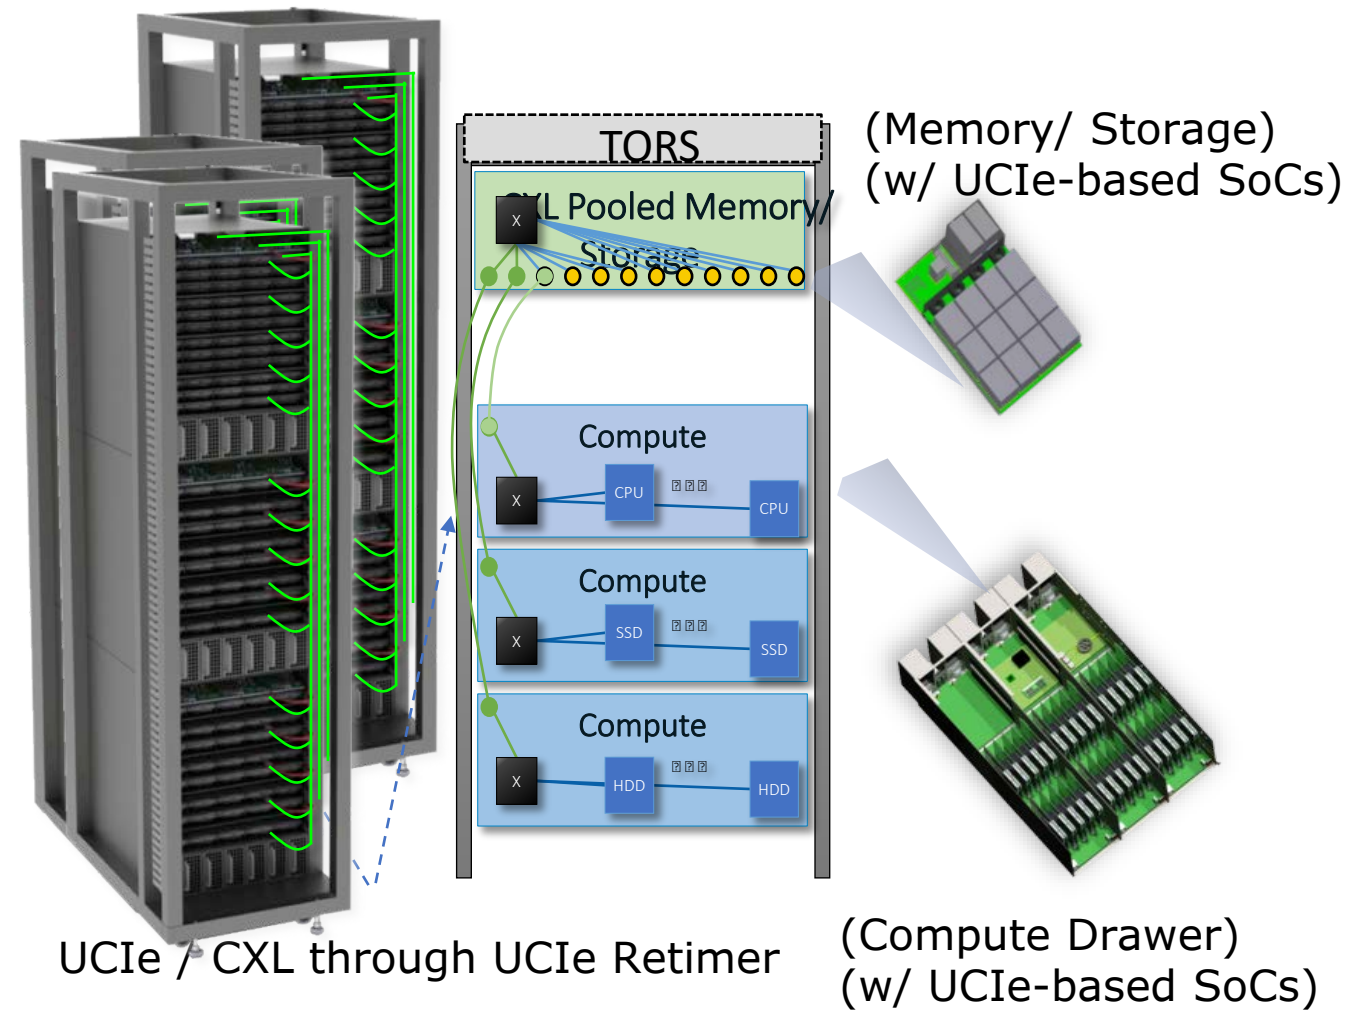 TORS
(Memory/ Storage)
(w/ UCIe-based SoCs)
CXL Pooled Memory/
Storage
X
Compute
X
CPU
CPU
Compute
X
SSD
SSD
Compute
X
HDD
HDD
UCIe / CXL through UCIe Retimer
(Compute Drawer)
(w/ UCIe-based SoCs)